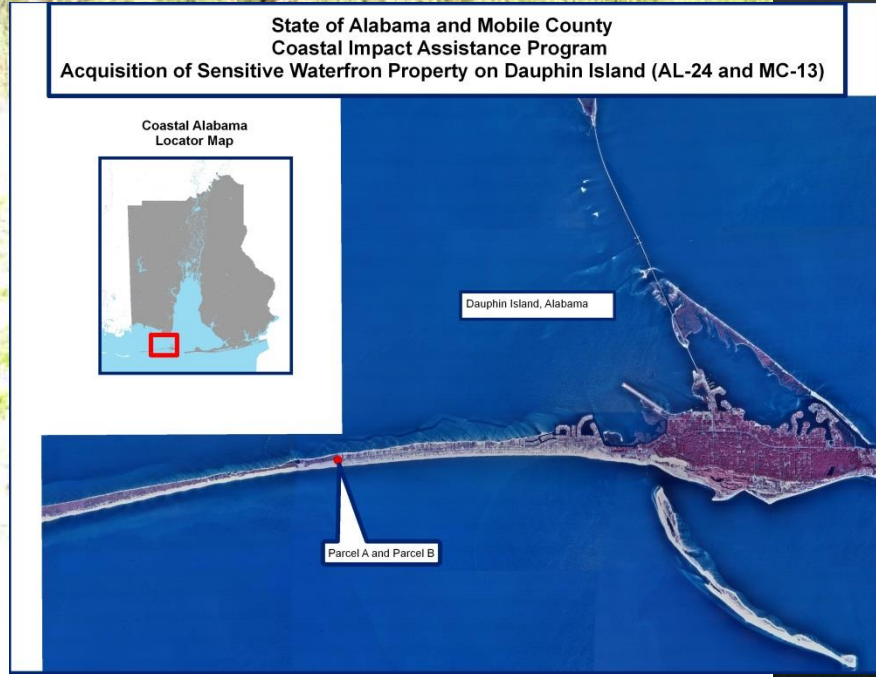 State of Alabama and Mobile County
Coastal Impact Assistance Program
Acquisition of Sensitive Waterfron Property on Dauphin Island (AL-24 and MC-13)
Coastal Alabama
Locator Map
Dauphin Island, Alabama
Parcel A and Parcel B